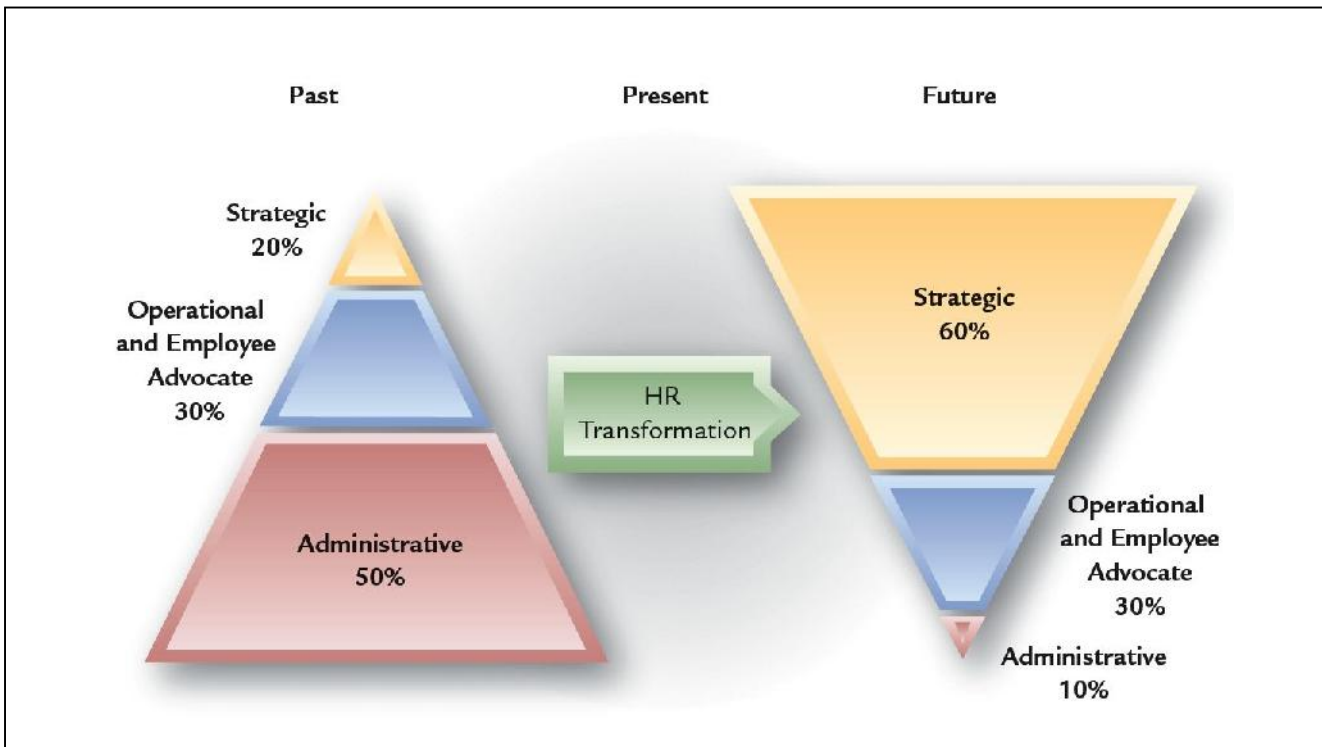 Past
Present
Future
Strategic
20%
Operational
and Employee
Advocate
30%
Administrative
50%
HR
Transformation
Strategic
60%
Operational
and Employee
Advocate
30%
Administrative
10%